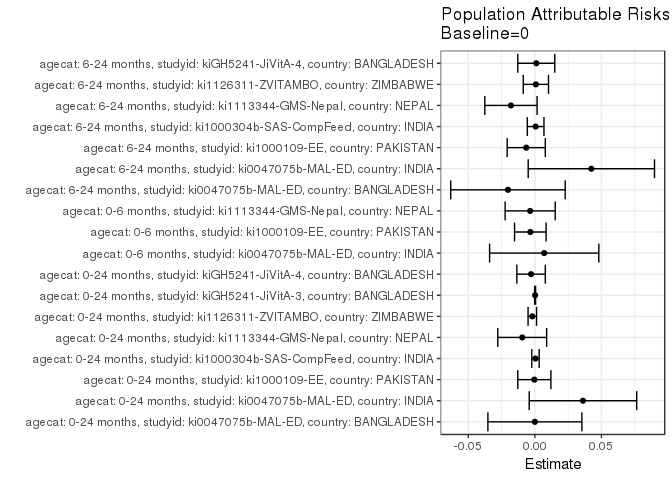 Population Attributable Risks
Baseline=0
agecat: 6-24 months, studyid: kiGH5241-JiVitA-4, country: BANGLADESH
agecat: 6-24 months, studyid: ki1126311-ZVITAMBO, country: ZIMBABWE
agecat: 6-24 months, studyid: ki1113344-GMS-Nepal, country: NEPAL
agecat: 6-24 months, studyid: ki1000304b-SAS-CompFeed, country: INDIA
agecat: 6-24 months, studyid: ki1000109-EE, country: PAKISTAN
agecat: 6-24 months, studyid: ki0047075b-MAL-ED, country: INDIA
agecat: 6-24 months, studyid: ki0047075b-MAL-ED, country: BANGLADESH
agecat: 0-6 months, studyid: ki1113344-GMS-Nepal, country: NEPAL
agecat: 0-6 months, studyid: ki1000109-EE, country: PAKISTAN
agecat: 0-6 months, studyid: ki0047075b-MAL-ED, country: INDIA
agecat: 0-24 months, studyid: kiGH5241-JiVitA-4, country: BANGLADESH
agecat: 0-24 months, studyid: kiGH5241-JiVitA-3, country: BANGLADESH
agecat: 0-24 months, studyid: ki1126311-ZVITAMBO, country: ZIMBABWE
agecat: 0-24 months, studyid: ki1113344-GMS-Nepal, country: NEPAL
agecat: 0-24 months, studyid: ki1000304b-SAS-CompFeed, country: INDIA
agecat: 0-24 months, studyid: ki1000109-EE, country: PAKISTAN
agecat: 0-24 months, studyid: ki0047075b-MAL-ED, country: INDIA
agecat: 0-24 months, studyid: ki0047075b-MAL-ED, country: BANGLADESH
-0.05 0.00 0.05
Estimate